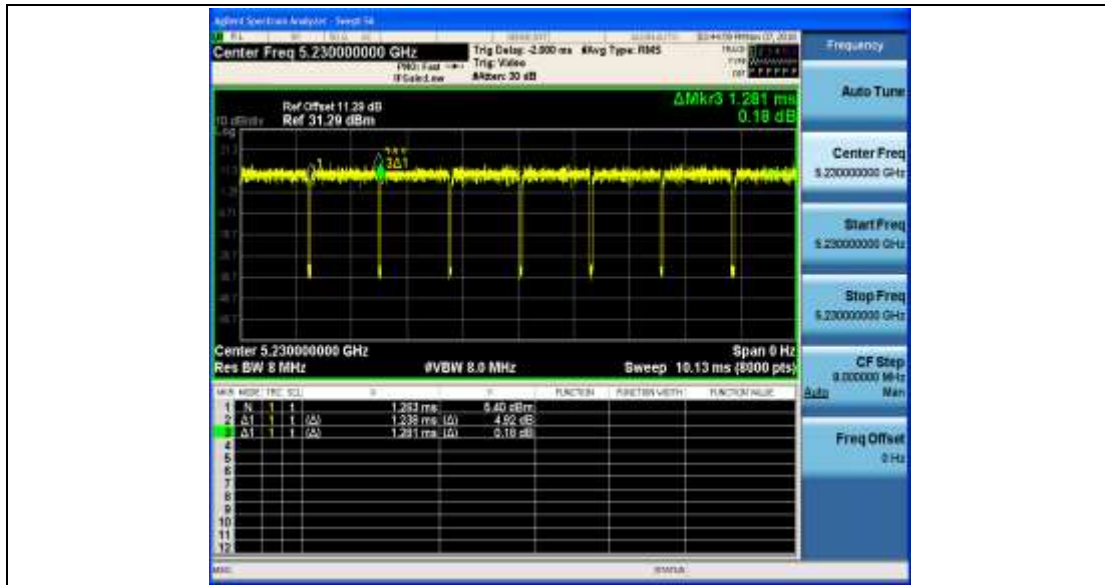 Agilent Spectrum Analyzer - Swept SA
Center Freq 5.230000000 GHz
PNO: Fast
IFGain:Low
Trig Delay: -2.000 ms
Trig: Video
#Atten: 30 dB
#Avg Type: RMS
Frequency
Auto Tune
ΔMkr3 1.281 ms
0.18 dB
Ref Offset 11.29 dB
10 dB/div Ref 31.29 dBm
Log
1
3Δ1
Center Freq
5.230000000 GHz
Start Freq
5.230000000 GHz
Stop Freq
5.230000000 GHz
CF Step
8.000000 MHz
Auto Man
Freq Offset
0 Hz
Center 5.230000000 GHz
Span 0 Hz
Res BW 8 MHz
#VBW 8.0 MHz
Sweep 10.13 ms (8000 pts)
MKR MODE TRC SCL X Y FUNCTION FUNCTION WIDTH FUNCTION VALUE
1 N 1 t 1.263 ms 6.40 dBm
2 Δ1 1 t (Δ) 1.238 ms (Δ) 4.92 dB
3 Δ1 1 t (Δ) 1.281 ms (Δ) 0.18 dB
4
5
6
7
8
9
10
11
12
MSG
STATUS